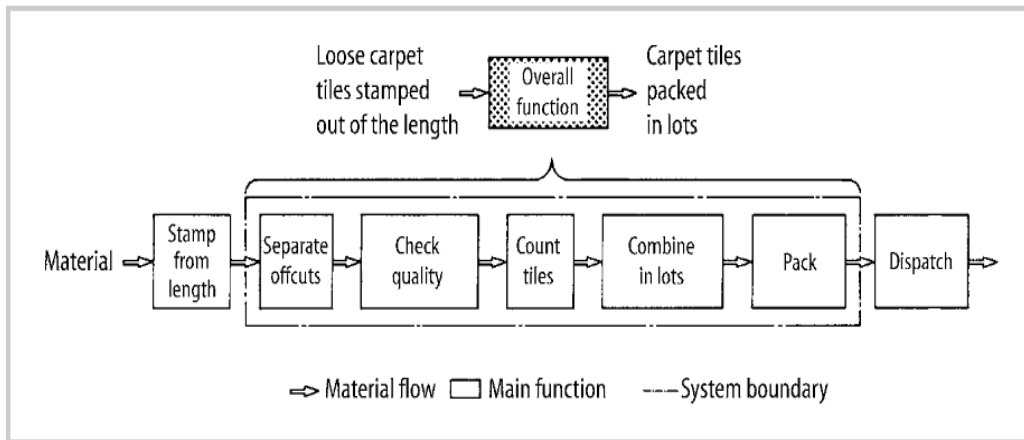 Loose carpet
tiles stamped
out of the length
Overall
function
Carpet tiles
packed
in lots
Material
Stamp
from
length
Separate
offcuts
Check
quality
Count
tiles
Combine
in lots
Pack
Dispatch
Material flow
Main function
System boundary